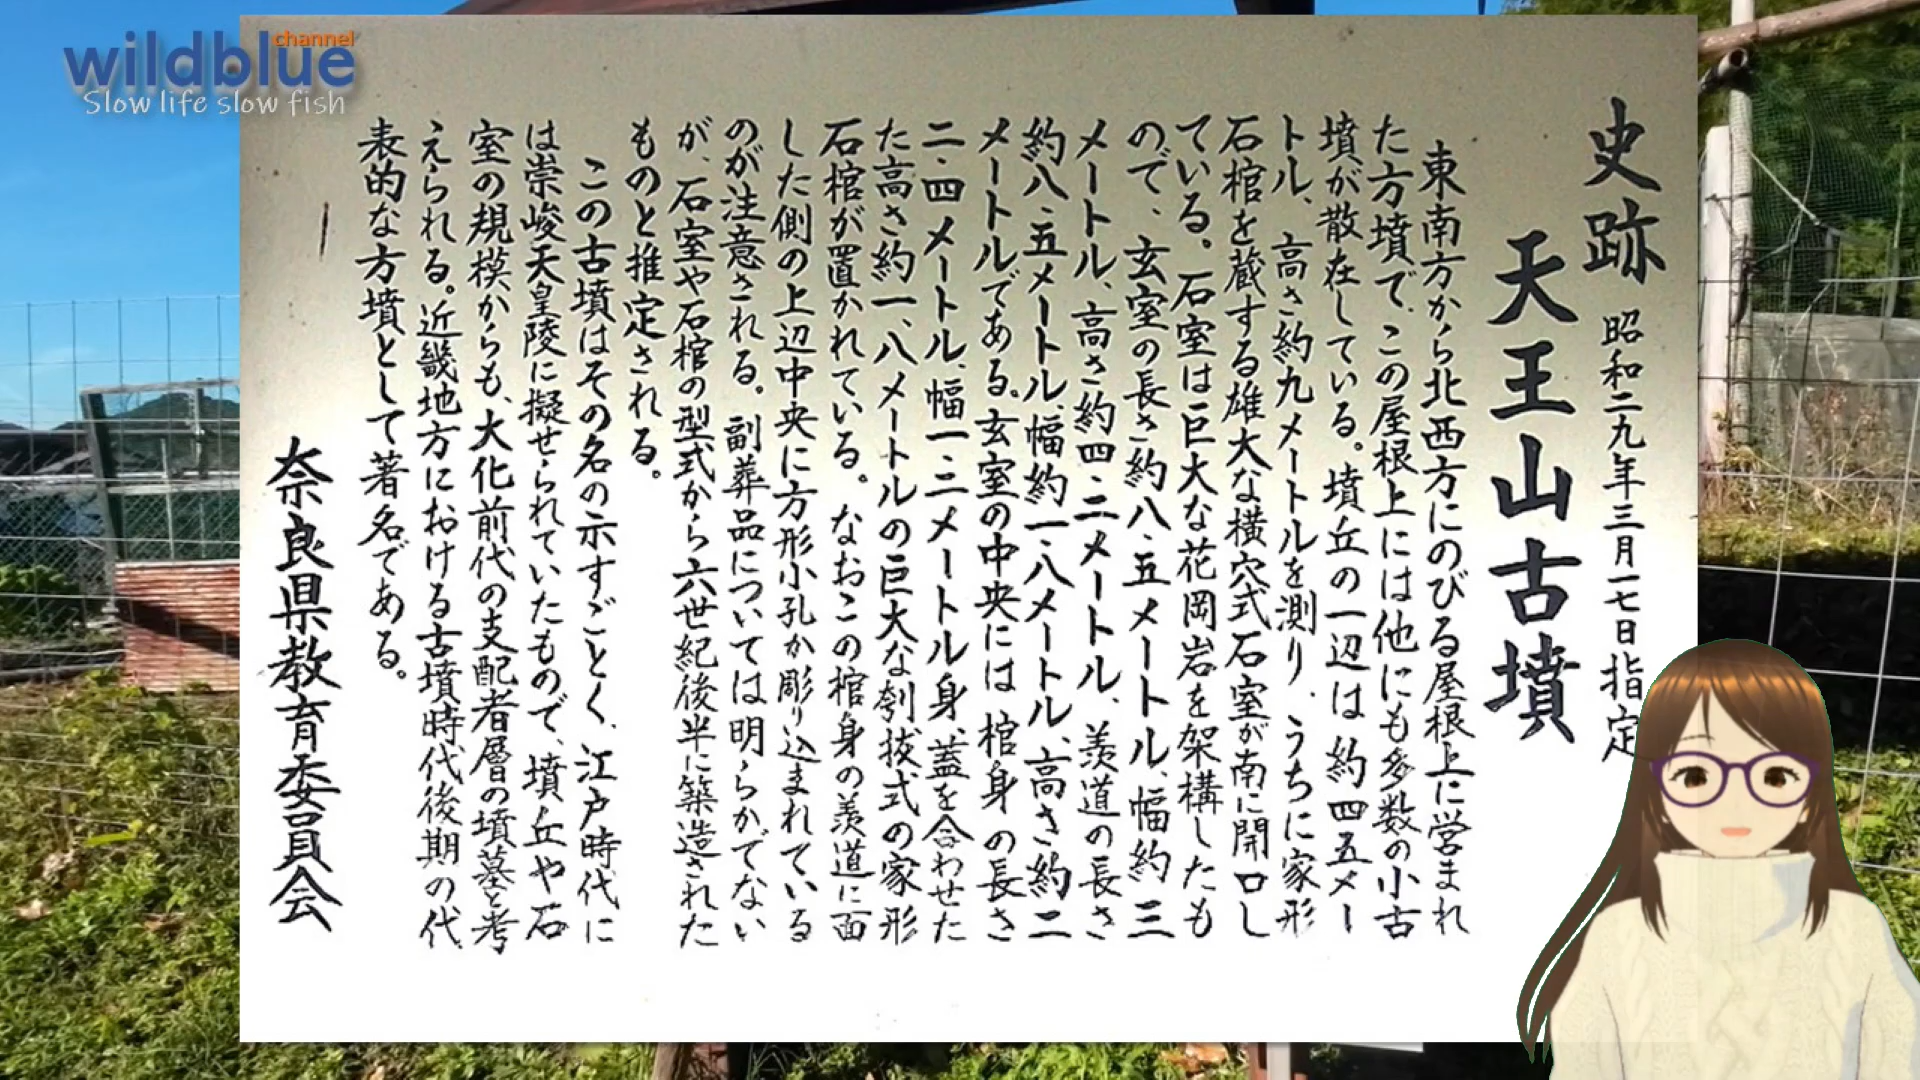 wildblue
channel
Slow life slow fish
史跡 昭和二九年三月一七日指定
天王山古墳
東南方から北西方にのびる屋根上に営まれ
た方墳で、この屋根上には他にも多数の小古
墳が散在している。墳丘の一辺は約四五メー
トル、高さ約九メートルを測り、うちに家形
石棺を蔵する雄大な横穴式石室が南に開口し
ている。石室は巨大な花岡岩を架構したも
ので、玄室の長さ約八・五メートル、幅約三
メートル、高さ約四・二メートル、羨道の長さ
約八・五メートル、幅約一・八メートル、高さ約二
メートルである。玄室の中央には、棺身の長さ
二・四メートル、幅一・二メートル身、蓋を合わせた
た高さ約一、八メートルの巨大な刳抜式の家形
石棺が置かれている。なおこの棺身の羨道に面
した側の上辺中央に方形小孔か彫り込まれている
のが注意される。副葬品については明らかでない
が、石室や石棺の型式から六世紀後半に築造された
ものと推定される。
この古墳はその名の示すごとく、江戸時代に
は崇峻天皇陵に擬せられていたもので、墳丘や石
室の規模からも、大化前代の支配者層の墳墓と考
えられる。近畿地方における古墳時代後期の代
表的な方墳として著名である。
奈良県教育委員会